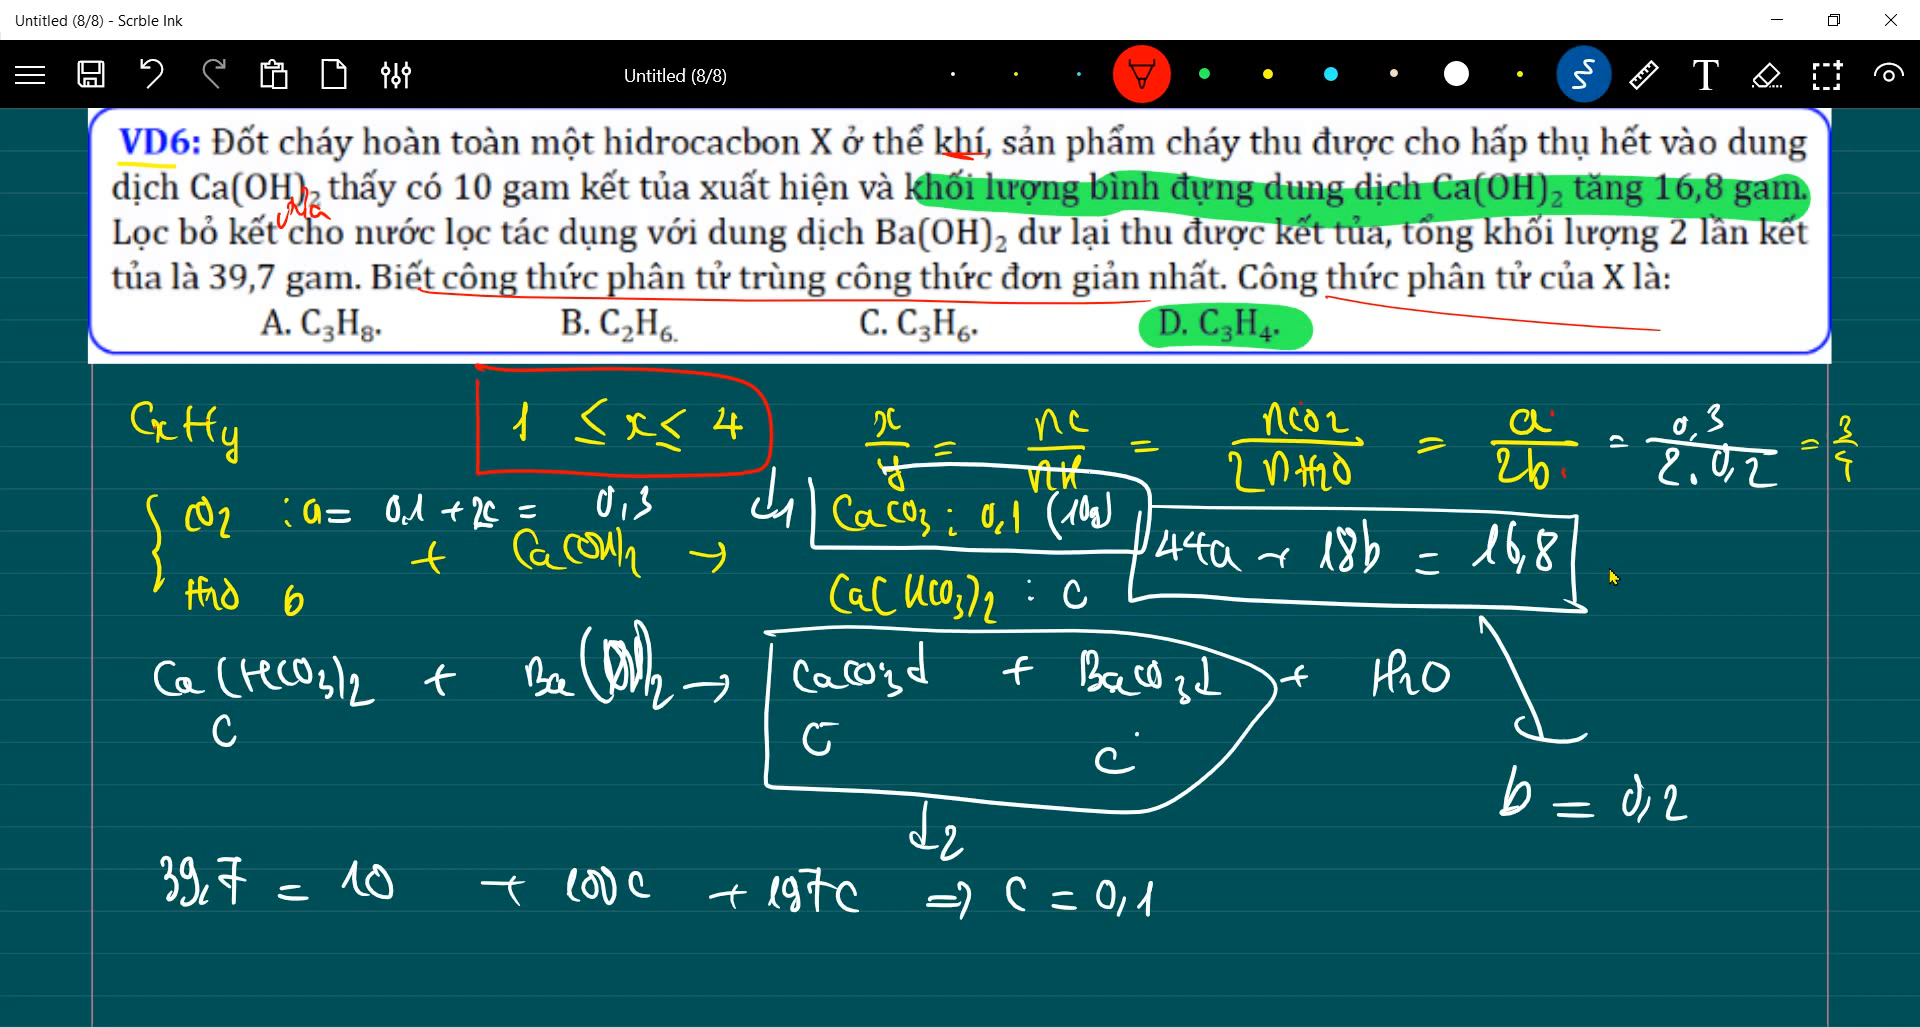 Untitled (8/8) - Scrble Ink
Untitled (8/8)
VD6: Đốt cháy hoàn toàn một hidrocacbon X ở thể khí, sản phẩm cháy thu được cho hấp thụ hết vào dung
dịch Ca(OH)₂ thấy có 10 gam kết tủa xuất hiện và khối lượng bình đựng dung dịch Ca(OH)₂ tăng 16,8 gam.
Lọc bỏ kết cho nước lọc tác dụng với dung dịch Ba(OH)₂ dư lại thu được kết tủa, tổng khối lượng 2 lần kết
tủa là 39,7 gam. Biết công thức phân tử trùng công thức đơn giản nhất. Công thức phân tử của X là:
A. C₃H₈. B. C₂H₆. C. C₃H₆. D. C₃H₄.
CxHy 1 ≤ x ≤ 4 x/y = nC/nH = nCO2/2nH2O = a/2b = 0,3/2.0,2 = 3/4
CO2 : a = 0,1 + 2c = 0,3 ↓1 CaCO3 : 0,1 (10g)
+ Ca(OH)2 → 44a + 18b = 16,8
H2O b Ca(HCO3)2 : c
Ca(HCO3)2 + Ba(OH)2 → CaCO3↓ + BaCO3↓ + H2O
c c c
b = 0,2
↓2
39,7 = 10 + 100c + 197c ⇒ c = 0,1